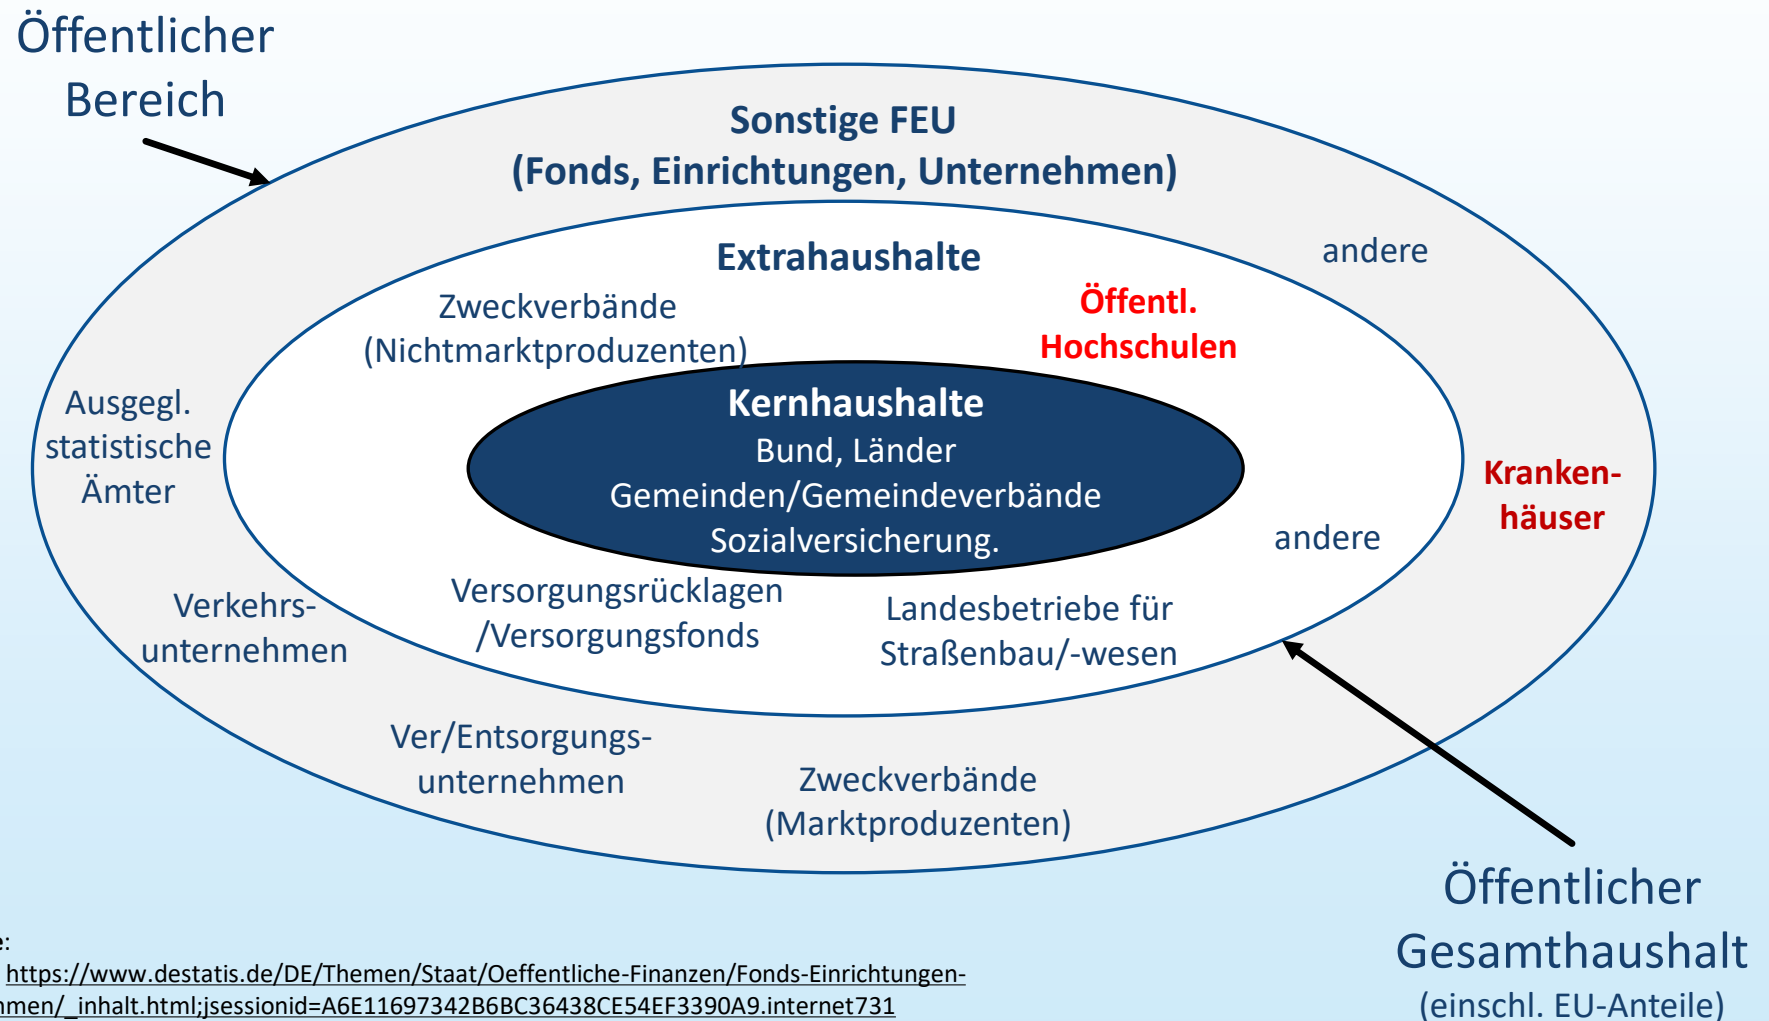 Öffentlicher
Bereich
Sonstige FEU
(Fonds, Einrichtungen, Unternehmen)
Extrahaushalte
andere
Zweckverbände
(Nichtmarktproduzenten)
Öffentl.
Hochschulen
Kernhaushalte
Bund, Länder
Gemeinden/Gemeindeverbände
Sozialversicherung.
Ausgegl.
statistische
Ämter
Kranken-
häuser
andere
Verkehrs-
unternehmen
Versorgungsrücklagen
/Versorgungsfonds
Landesbetriebe für
Straßenbau/-wesen
Ver/Entsorgungs-
unternehmen
Zweckverbände
(Marktproduzenten)
Öffentlicher
Gesamthaushalt
(einschl. EU-Anteile)
e:
https://www.destatis.de/DE/Themen/Staat/Oeffentliche-Finanzen/Fonds-Einrichtungen-
hmen/_inhalt.html;jsessionid=A6E11697342B6BC36438CE54EF3390A9.internet731